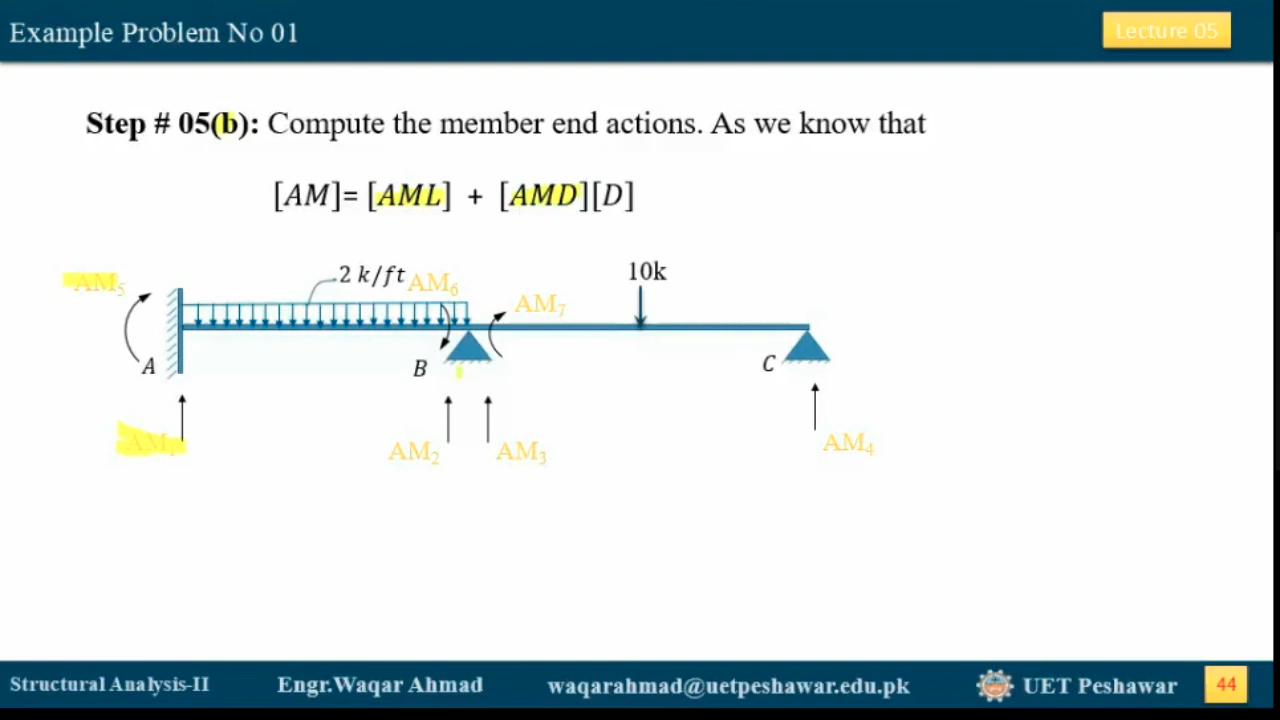 Example Problem No 01
Lecture 05
Step # 05(b): Compute the member end actions. As we know that
[AM]= [AML] + [AMD][D]
AM₅
2 k/ft
AM₆
10k
AM₇
A
B
C
AM₁
AM₂
AM₃
AM₄
Structural Analysis-II
Engr.Waqar Ahmad
waqarahmad@uetpeshawar.edu.pk
UET Peshawar
44